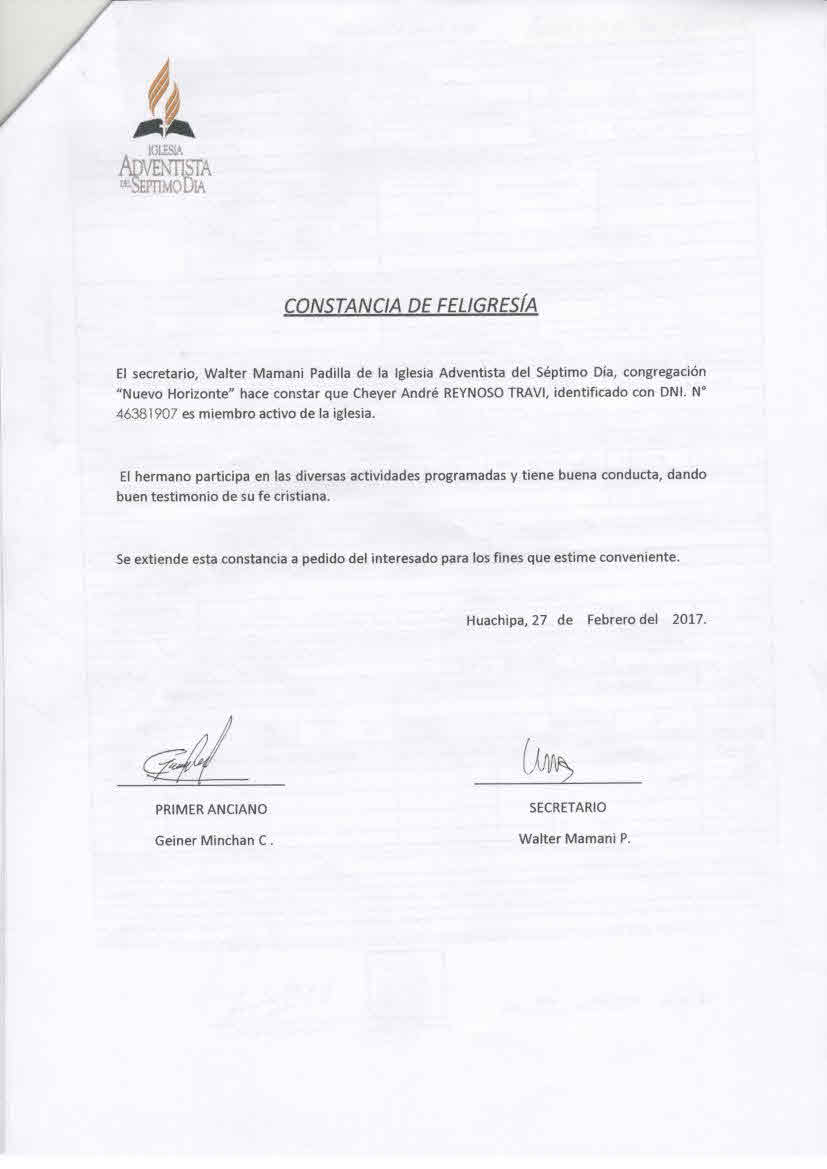 IGLESIA
ADVENTISTA
DEL SEPTIMO DIA
CONSTANCIA DE FELIGRESÍA
El secretario, Walter Mamani Padilla de la Iglesia Adventista del Séptimo Día, congregación
"Nuevo Horizonte" hace constar que Cheyer André REYNOSO TRAVI, identificado con DNI. N°
46381907 es miembro activo de la iglesia.
El hermano participa en las diversas actividades programadas y tiene buena conducta, dando
buen testimonio de su fe cristiana.
Se extiende esta constancia a pedido del interesado para los fines que estime conveniente.
Huachipa, 27 de Febrero del 2017.
PRIMER ANCIANO
Geiner Minchan C .
SECRETARIO
Walter Mamani P.